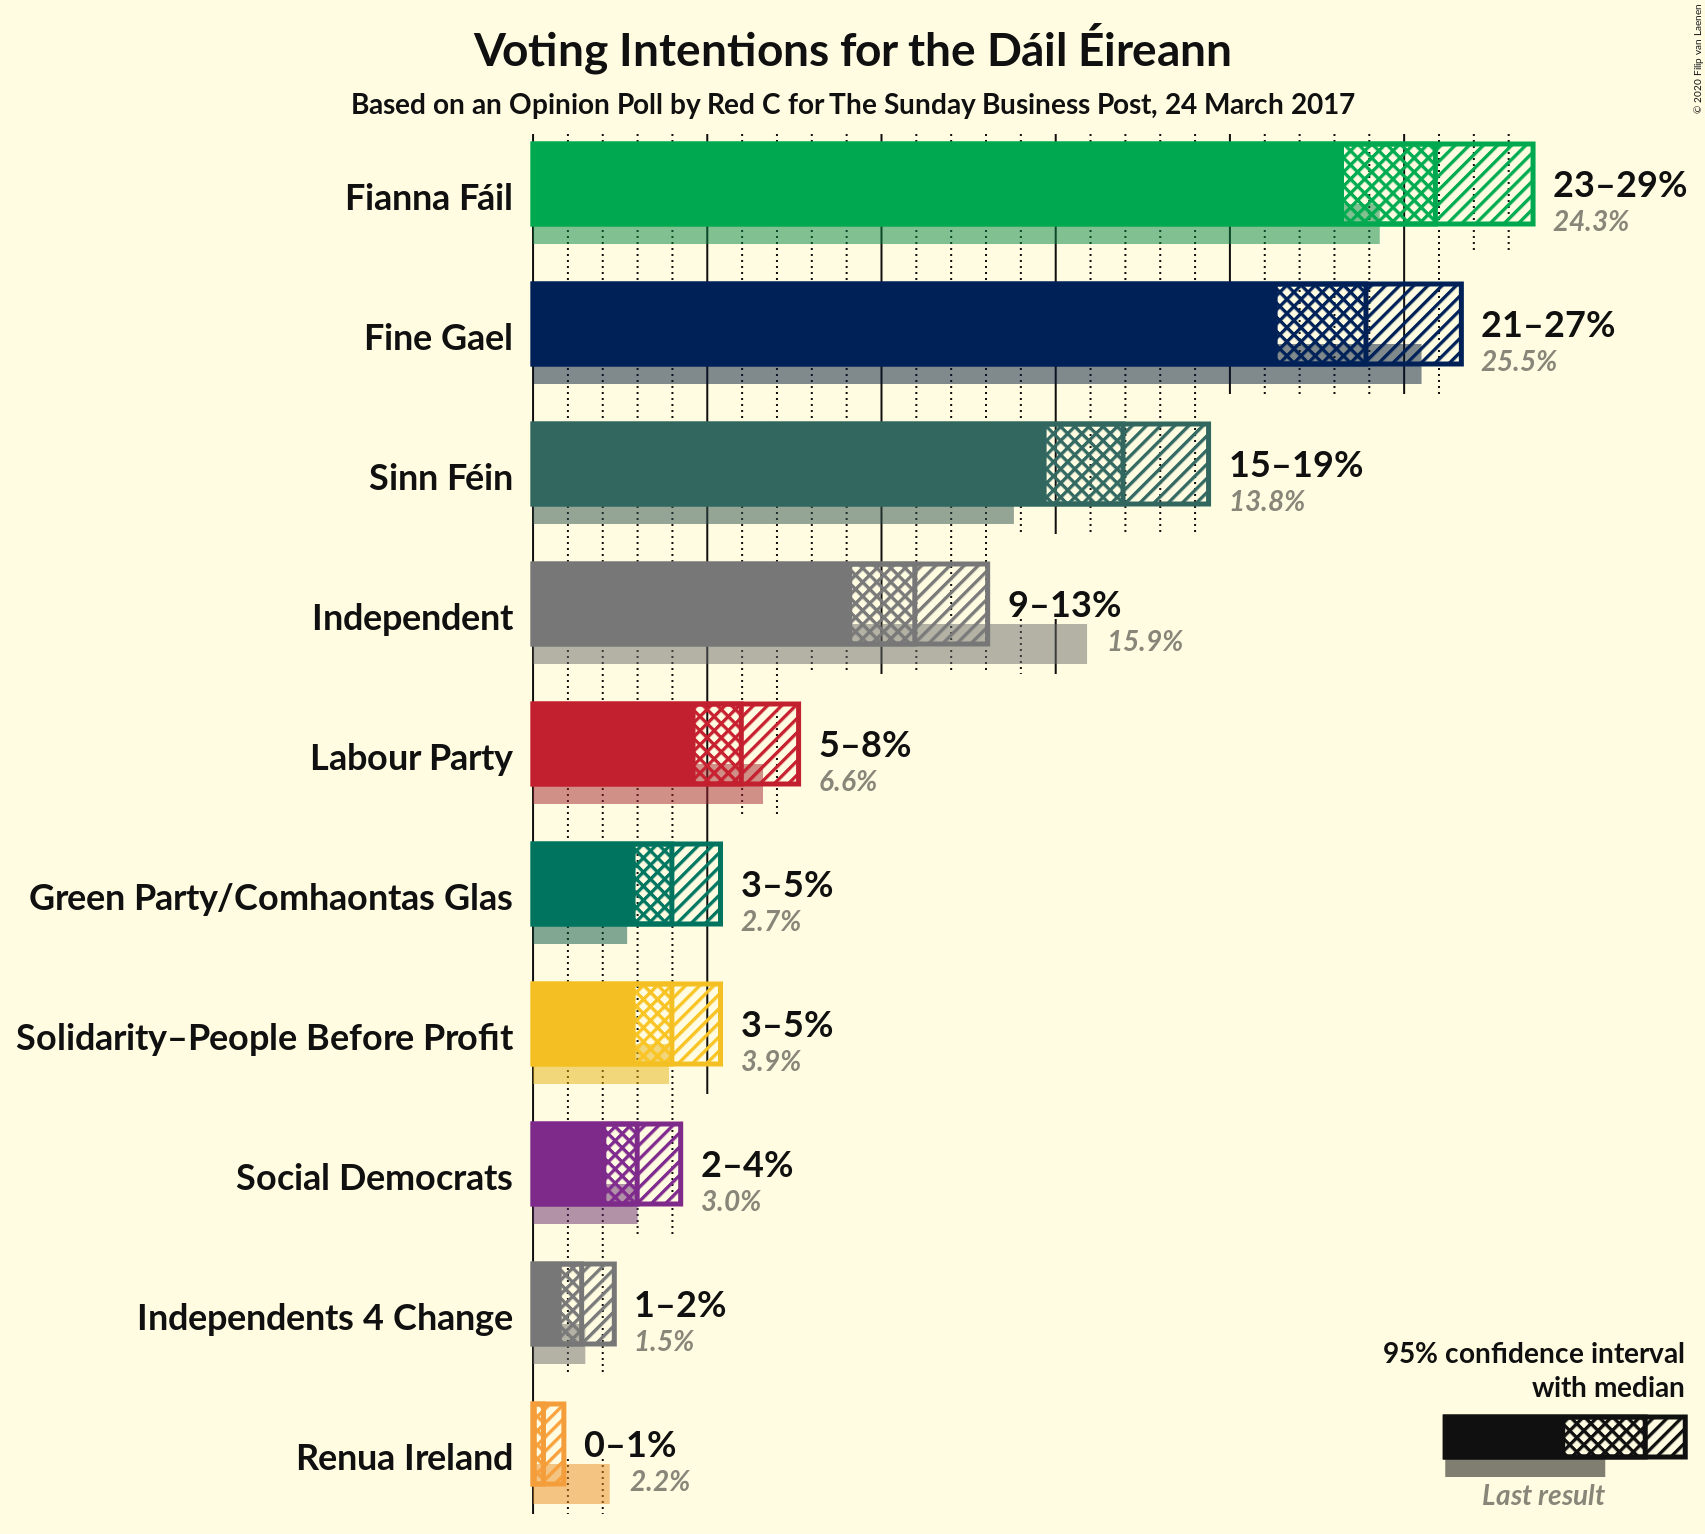 Voting Intentions for the Dáil Éireann
Based on an Opinion Poll by Red C for The Sunday Business Post, 24 March 2017
© 2020 Filip van Laenen
Fianna Fáil
23–29%
24.3%
Fine Gael
21–27%
25.5%
Sinn Féin
15–19%
13.8%
Independent
9–13%
15.9%
Labour Party
5–8%
6.6%
Green Party/Comhaontas Glas
3–5%
2.7%
Solidarity–People Before Profit
3–5%
3.9%
Social Democrats
2–4%
3.0%
Independents 4 Change
1–2%
1.5%
Renua Ireland
0–1%
2.2%
95% confidence interval
with median
Last result